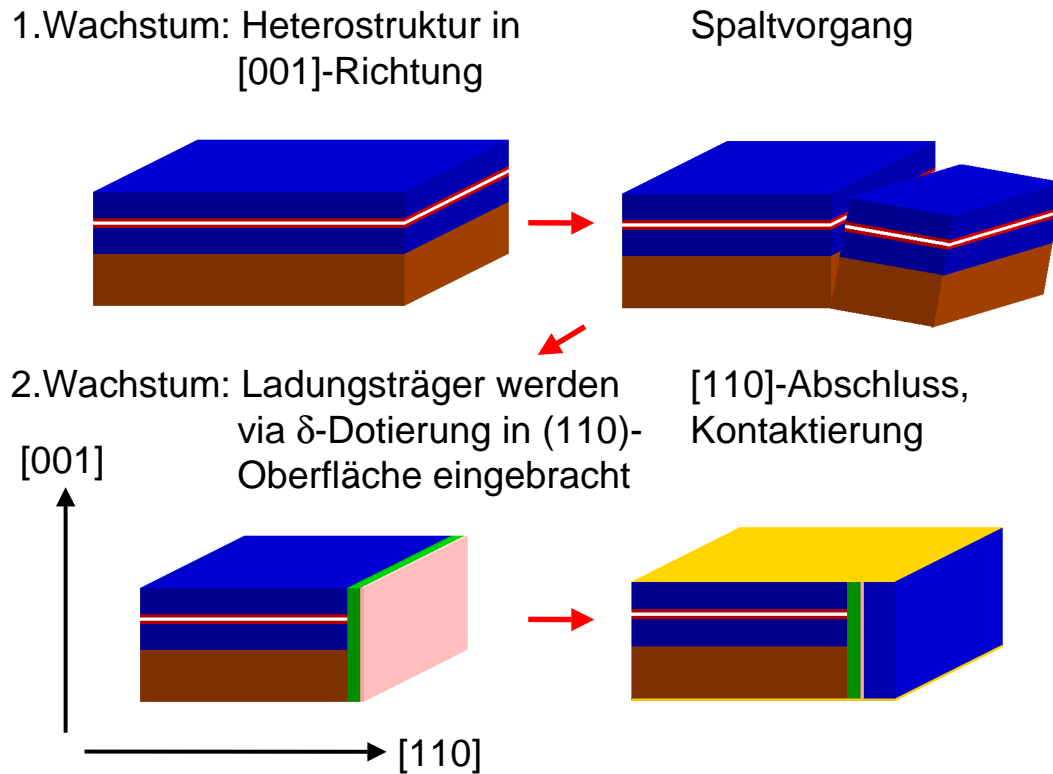 1.Wachstum: Heterostruktur in
[001]-Richtung
Spaltvorgang
2.Wachstum: Ladungsträger werden
via δ-Dotierung in (110)-
Oberfläche eingebracht
[110]-Abschluss,
Kontaktierung
[001]
[110]